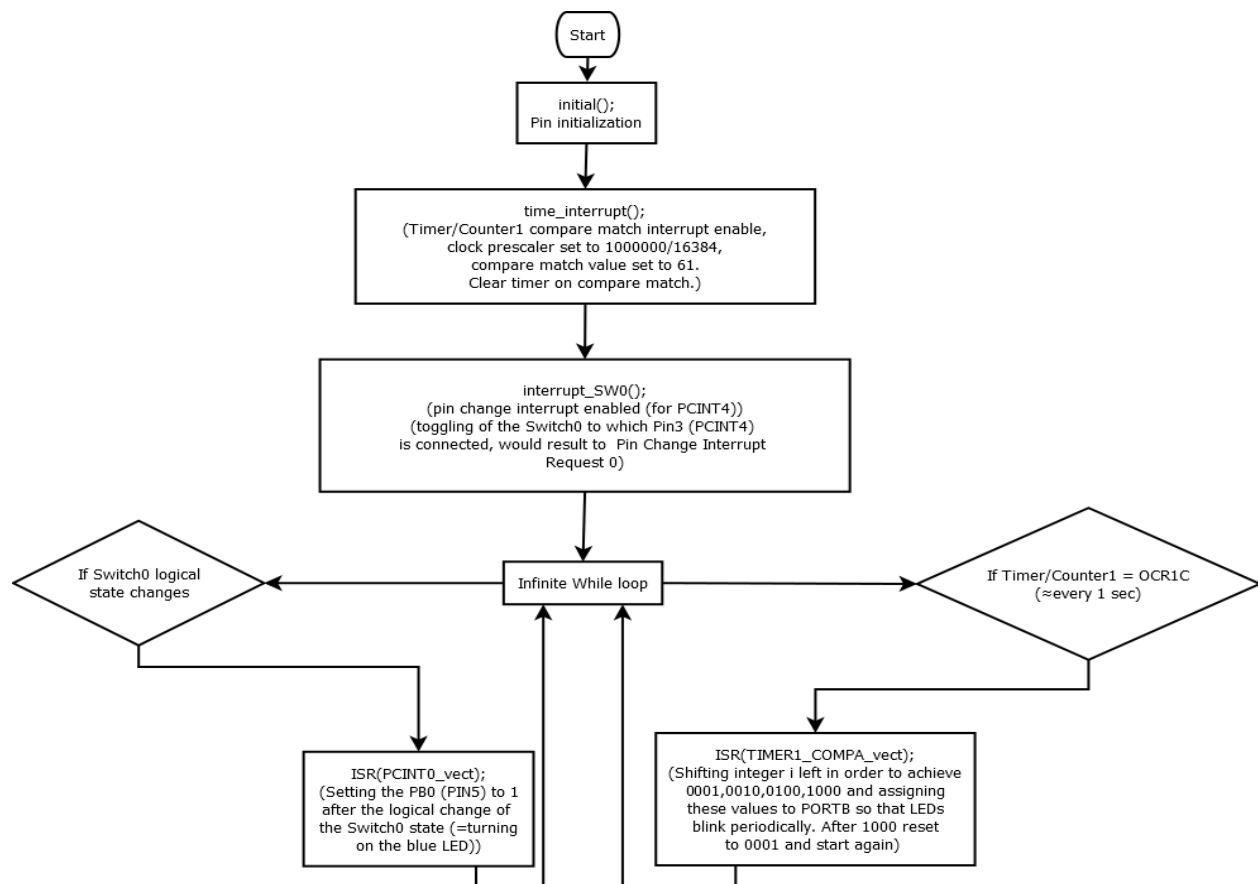 Start
initial();
Pin initialization
time_interrupt();
(Timer/Counter1 compare match interrupt enable,
clock prescaler set to 1000000/16384,
compare match value set to 61.
Clear timer on compare match.)
interrupt_SW0();
(pin change interrupt enabled (for PCINT4))
(toggling of the Switch0 to which Pin3 (PCINT4)
is connected, would result to Pin Change Interrupt
Request 0)
If Switch0 logical
state changes
Infinite While loop
If Timer/Counter1 = OCR1C
(≈every 1 sec)
ISR(PCINT0_vect);
(Setting the PB0 (PIN5) to 1
after the logical change of
the Switch0 state (=turning
on the blue LED))
ISR(TIMER1_COMPA_vect);
(Shifting integer i left in order to achieve
0001,0010,0100,1000 and assigning
these values to PORTB so that LEDs
blink periodically. After 1000 reset
to 0001 and start again)